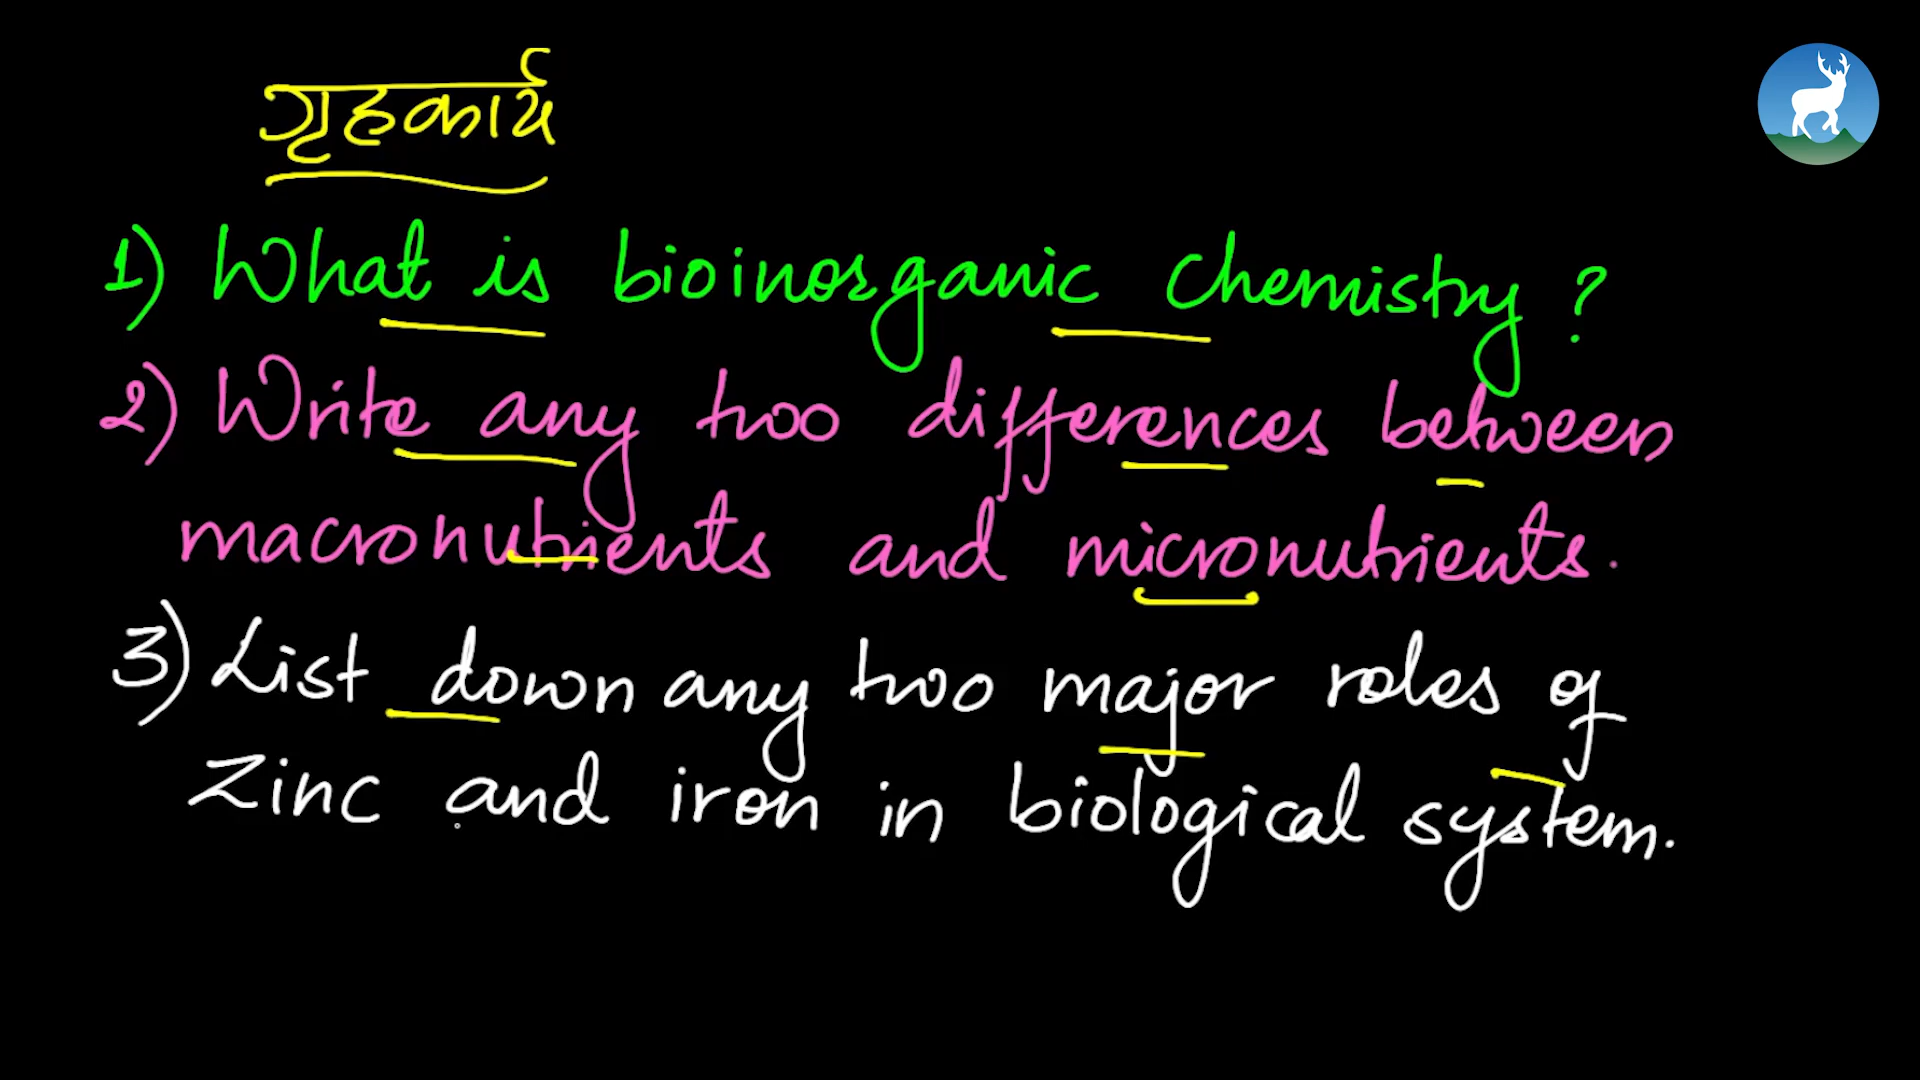 गृहकार्य
1) What is bioinorganic chemistry ?
2) Write any two differences between
macronutrients and micronutrients.
3) List down any two major roles of
Zinc and iron in biological system.